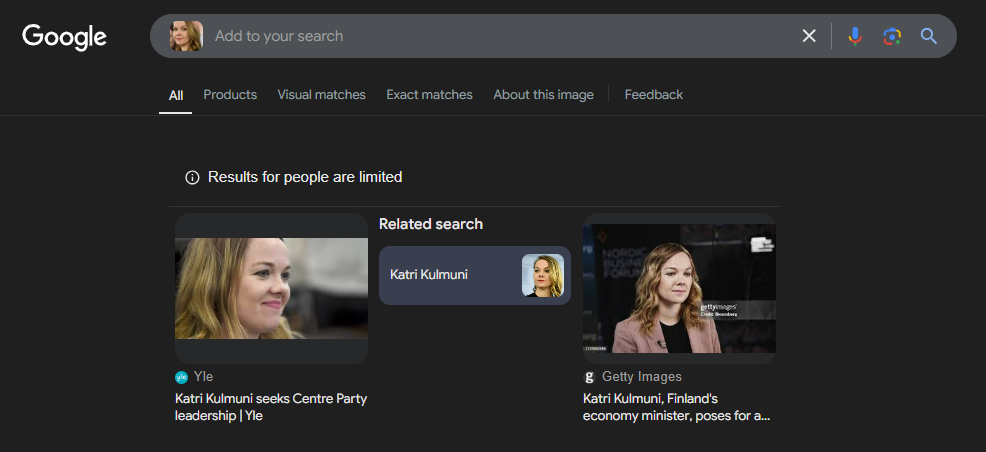 Google
Add to your search
All
Products
Visual matches
Exact matches
About this image
Feedback
Results for people are limited
Related search
Katri Kulmuni
NORDIC
BUSINESS
FORUM
gettyimages
Credit: Bloomberg
yle
Yle
Katri Kulmuni seeks Centre Party
leadership | Yle
g
Getty Images
Katri Kulmuni, Finland's
economy minister, poses for a...